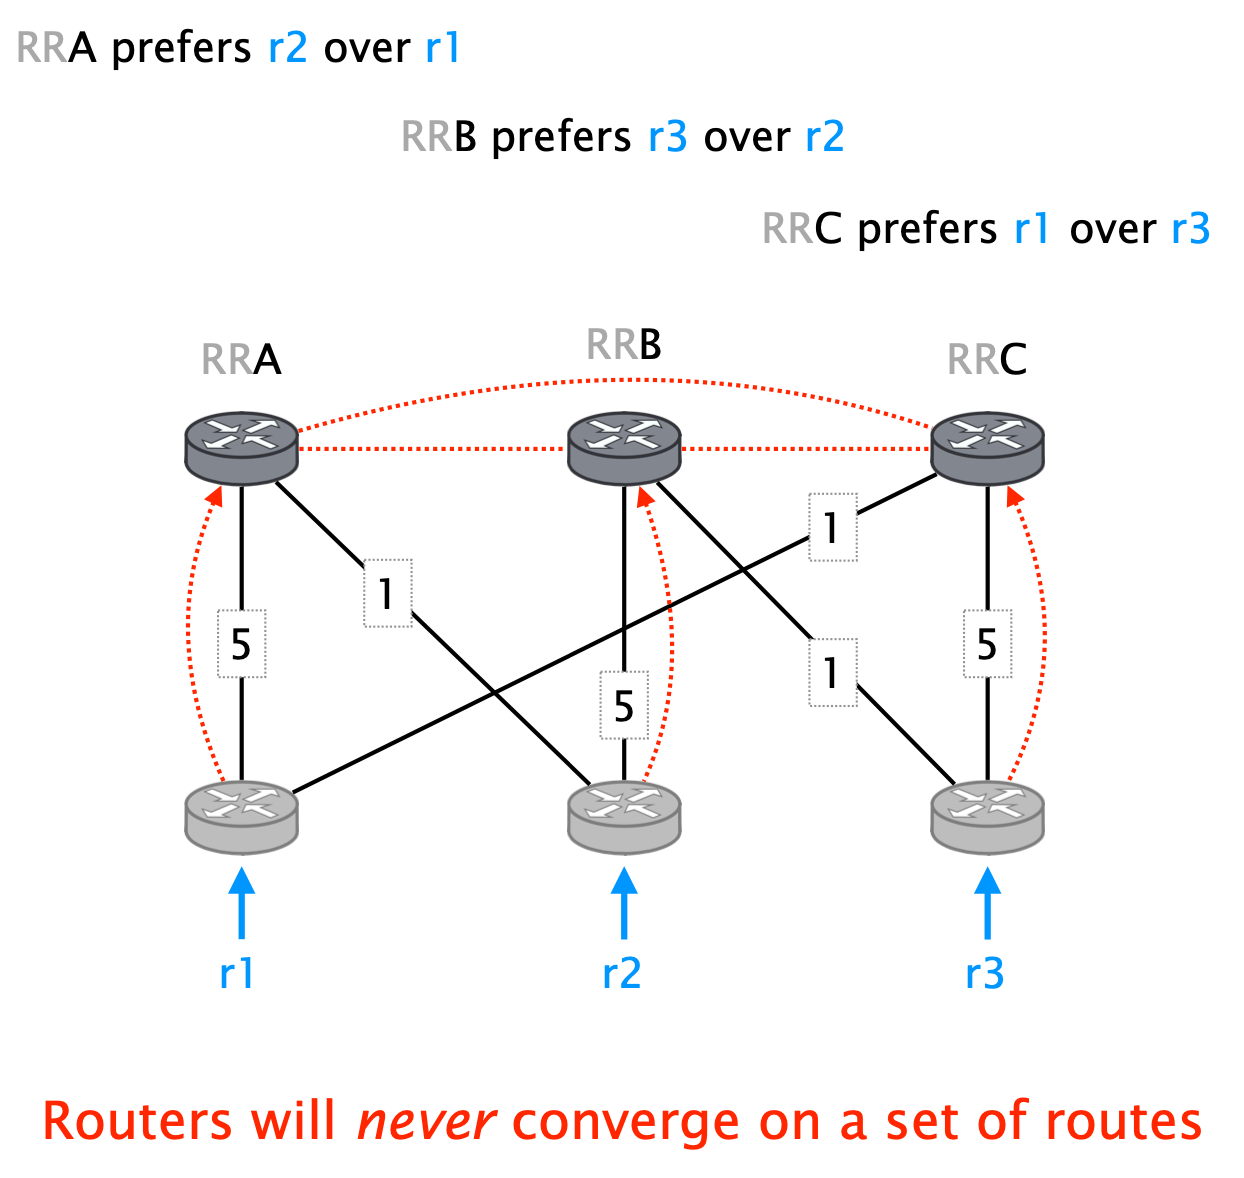 RRA prefers r2 over r1
RRB prefers r3 over r2
RRC prefers r1 over r3
RRA
RRB
RRC
1
1
5
5
1
5
r1
r2
r3
Routers will never converge on a set of routes